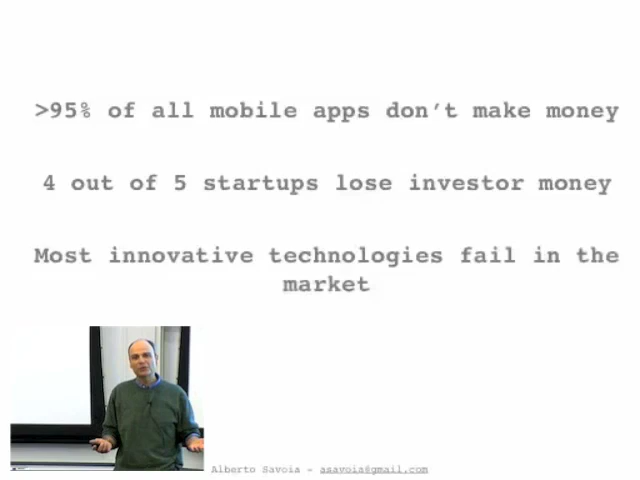 >95% of all mobile apps don't make money
4 out of 5 startups lose investor money
Most innovative technologies fail in the
market
Alberto Savoia - asavoia@gmail.com